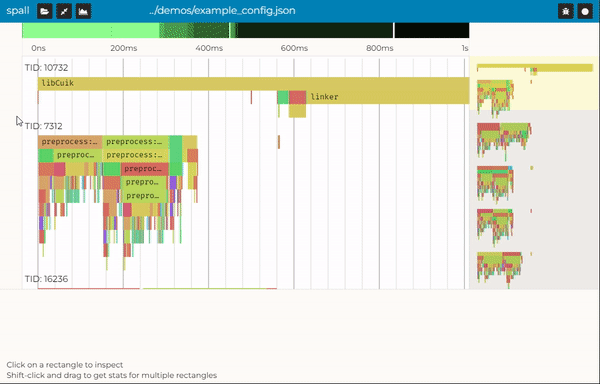 spall ../demos/example_config.json
0ns 200ms 400ms 600ms 800ms 1s
TID: 10732
libCuik
linker
TID: 7312
preprocess:… preprocess:…
preproc… preprocess:…
preproc…
prepro…
prepro…
TID: 16236
Click on a rectangle to inspect
Shift-click and drag to get stats for multiple rectangles